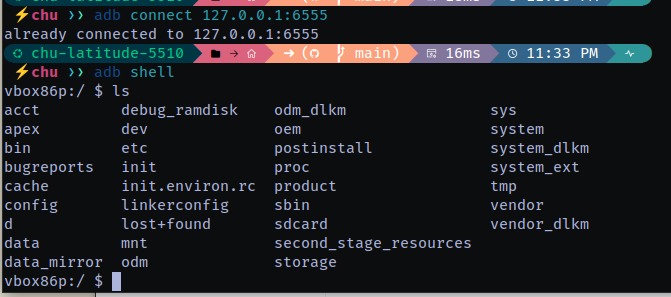 ⚡chu ❯❯ adb connect 127.0.0.1:6555
already connected to 127.0.0.1:6555
chu-latitude-5510 → → ( main) 16ms 11:33 PM
⚡chu ❯❯ adb shell
vbox86p:/ $ ls
acct debug_ramdisk odm_dlkm sys
apex dev oem system
bin etc postinstall system_dlkm
bugreports init proc system_ext
cache init.environ.rc product tmp
config linkerconfig sbin vendor
d lost+found sdcard vendor_dlkm
data mnt second_stage_resources
data_mirror odm storage
vbox86p:/ $